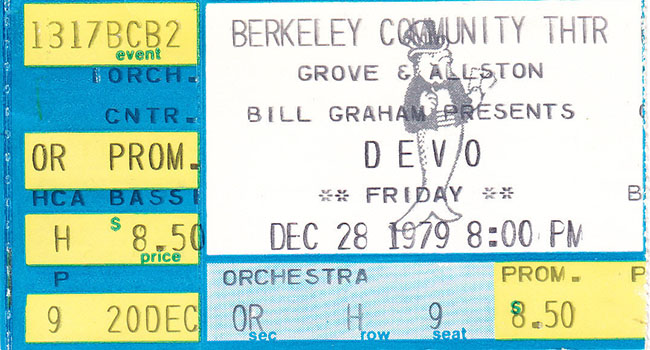 1317BCB2
event
ORCH.
CNTR.
OR PROM.
HCA BASS
H $ 8.50
price
P
9 20DEC
BERKELEY COMMUNITY THTR
GROVE & ALLSTON
BILL GRAHAM PRESENTS
DEVO
** FRIDAY **
DEC 28 1979 8:00 PM
ORCHESTRA PROM. P
OR H 9 $8.50
sec row seat
B